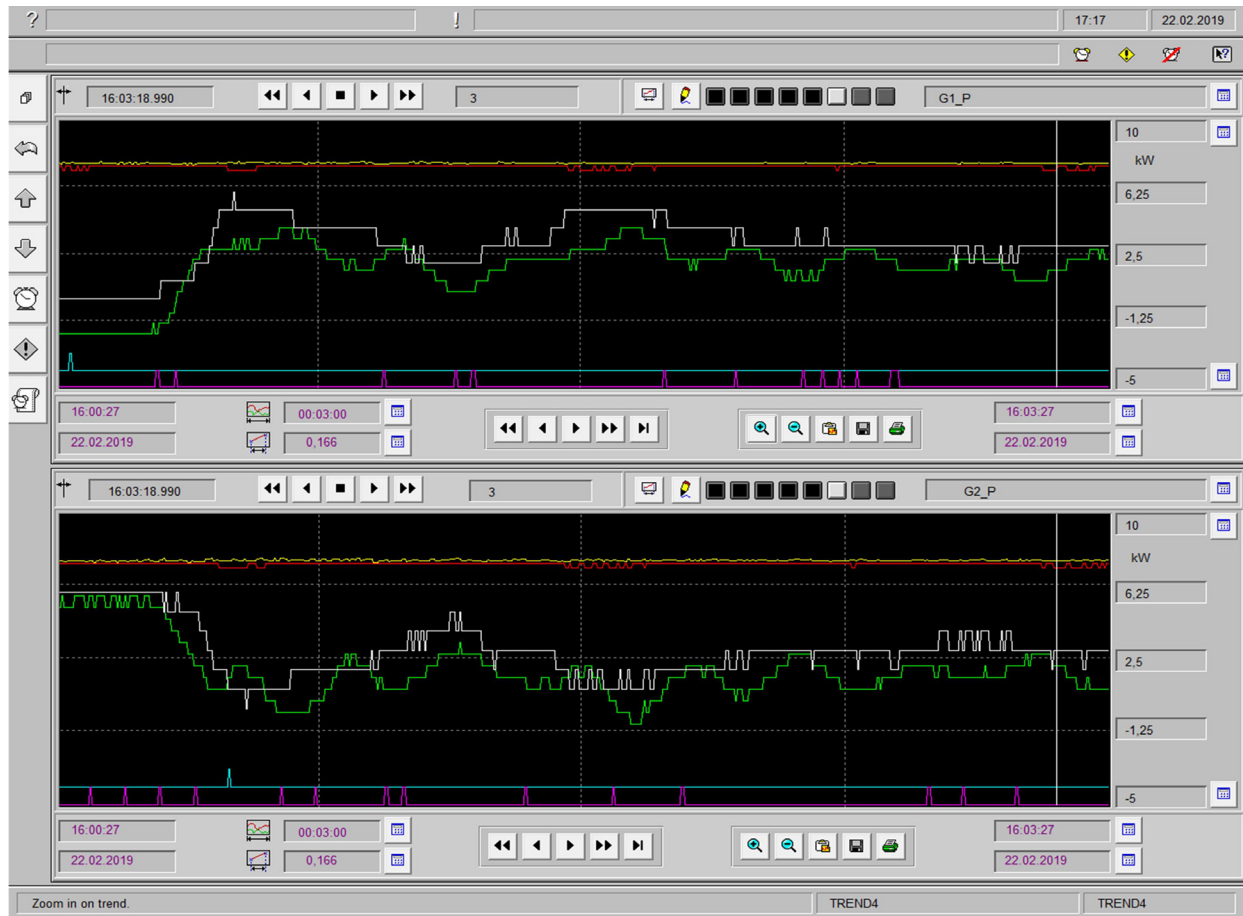 ?
!
17:17 22.02.2019
?
16:03:18.990 3 G1_P
10
kW
6,25
2,5
-1,25
-5
16:00:27 00:03:00 16:03:27
22.02.2019 0,166 22.02.2019
16:03:18.990 3 G2_P
10
kW
6,25
2,5
-1,25
-5
16:00:27 00:03:00 16:03:27
22.02.2019 0,166 22.02.2019
Zoom in on trend. TREND4 TREND4